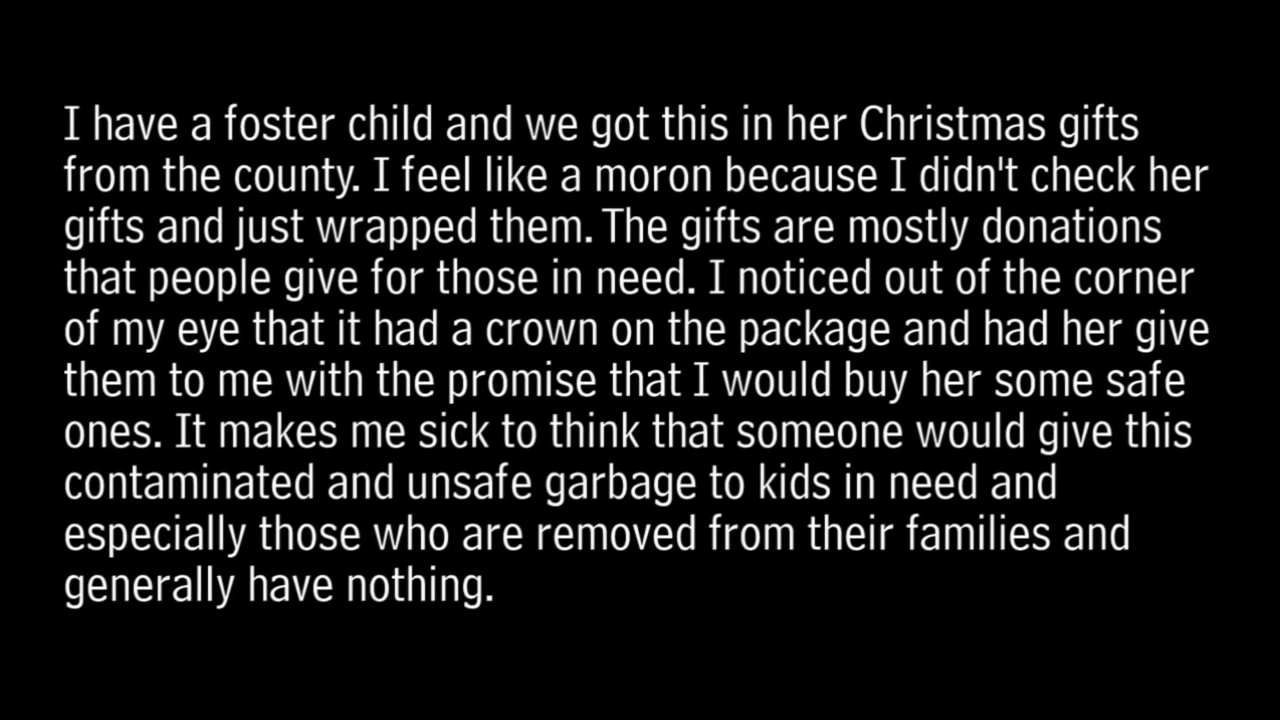 I have a foster child and we got this in her Christmas gifts
from the county. I feel like a moron because I didn't check her
gifts and just wrapped them. The gifts are mostly donations
that people give for those in need. I noticed out of the corner
of my eye that it had a crown on the package and had her give
them to me with the promise that I would buy her some safe
ones. It makes me sick to think that someone would give this
contaminated and unsafe garbage to kids in need and
especially those who are removed from their families and
generally have nothing.